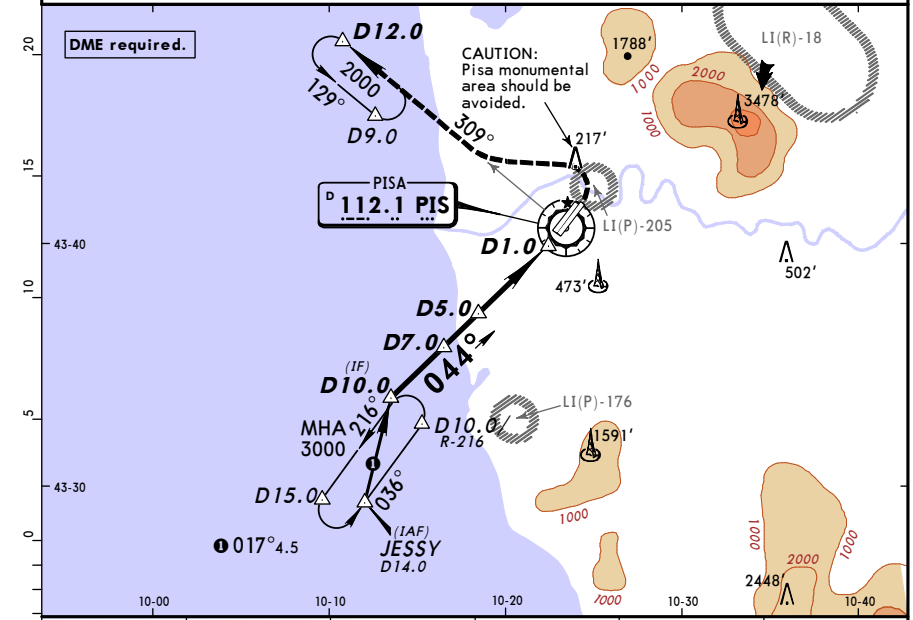 DME required.
D12.0
2000
129°
D9.0
309°
CAUTION:
Pisa monumental
area should be
avoided.
217'
1788'
1000
2000
1000
3478'
LI(R)-18
PISA
D 112.1 PIS
LI(P)-205
D1.0
473'
502'
D5.0
D7.0
044°
(IF)
D10.0
216°
MHA
3000
D10.0
R-216
LI(P)-176
1591'
1000
1
036°
D15.0
(IAF)
JESSY
D14.0
1 017° 4.5
1000
1000
2000
1000
2448'
20
15
10
5
0
43-40
43-30
10-00
10-10
10-20
10-30
10-40